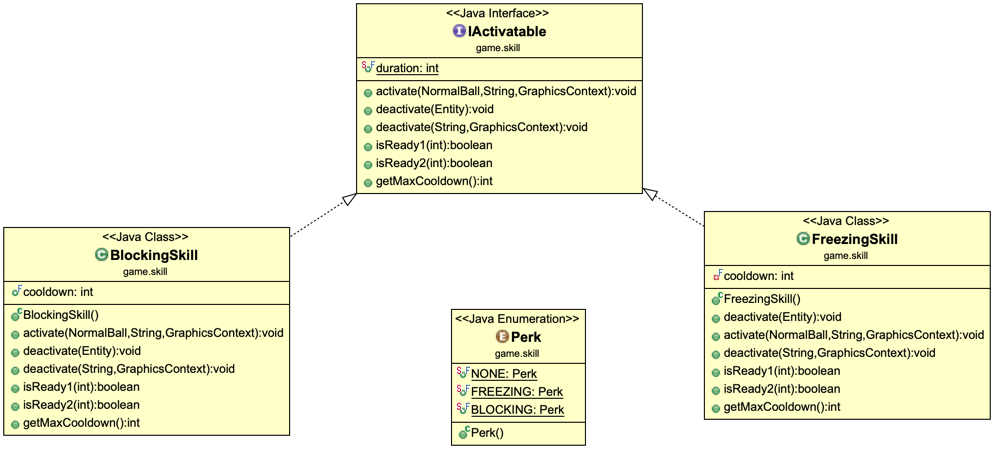 <<Java Interface>>
IActivatable
game.skill
duration: int
activate(NormalBall,String,GraphicsContext):void
deactivate(Entity):void
deactivate(String,GraphicsContext):void
isReady1(int):boolean
isReady2(int):boolean
getMaxCooldown():int
<<Java Class>>
BlockingSkill
game.skill
cooldown: int
BlockingSkill()
activate(NormalBall,String,GraphicsContext):void
deactivate(Entity):void
deactivate(String,GraphicsContext):void
isReady1(int):boolean
isReady2(int):boolean
getMaxCooldown():int
<<Java Enumeration>>
Perk
game.skill
NONE: Perk
FREEZING: Perk
BLOCKING: Perk
Perk()
<<Java Class>>
FreezingSkill
game.skill
cooldown: int
FreezingSkill()
deactivate(Entity):void
activate(NormalBall,String,GraphicsContext):void
deactivate(String,GraphicsContext):void
isReady1(int):boolean
isReady2(int):boolean
getMaxCooldown():int